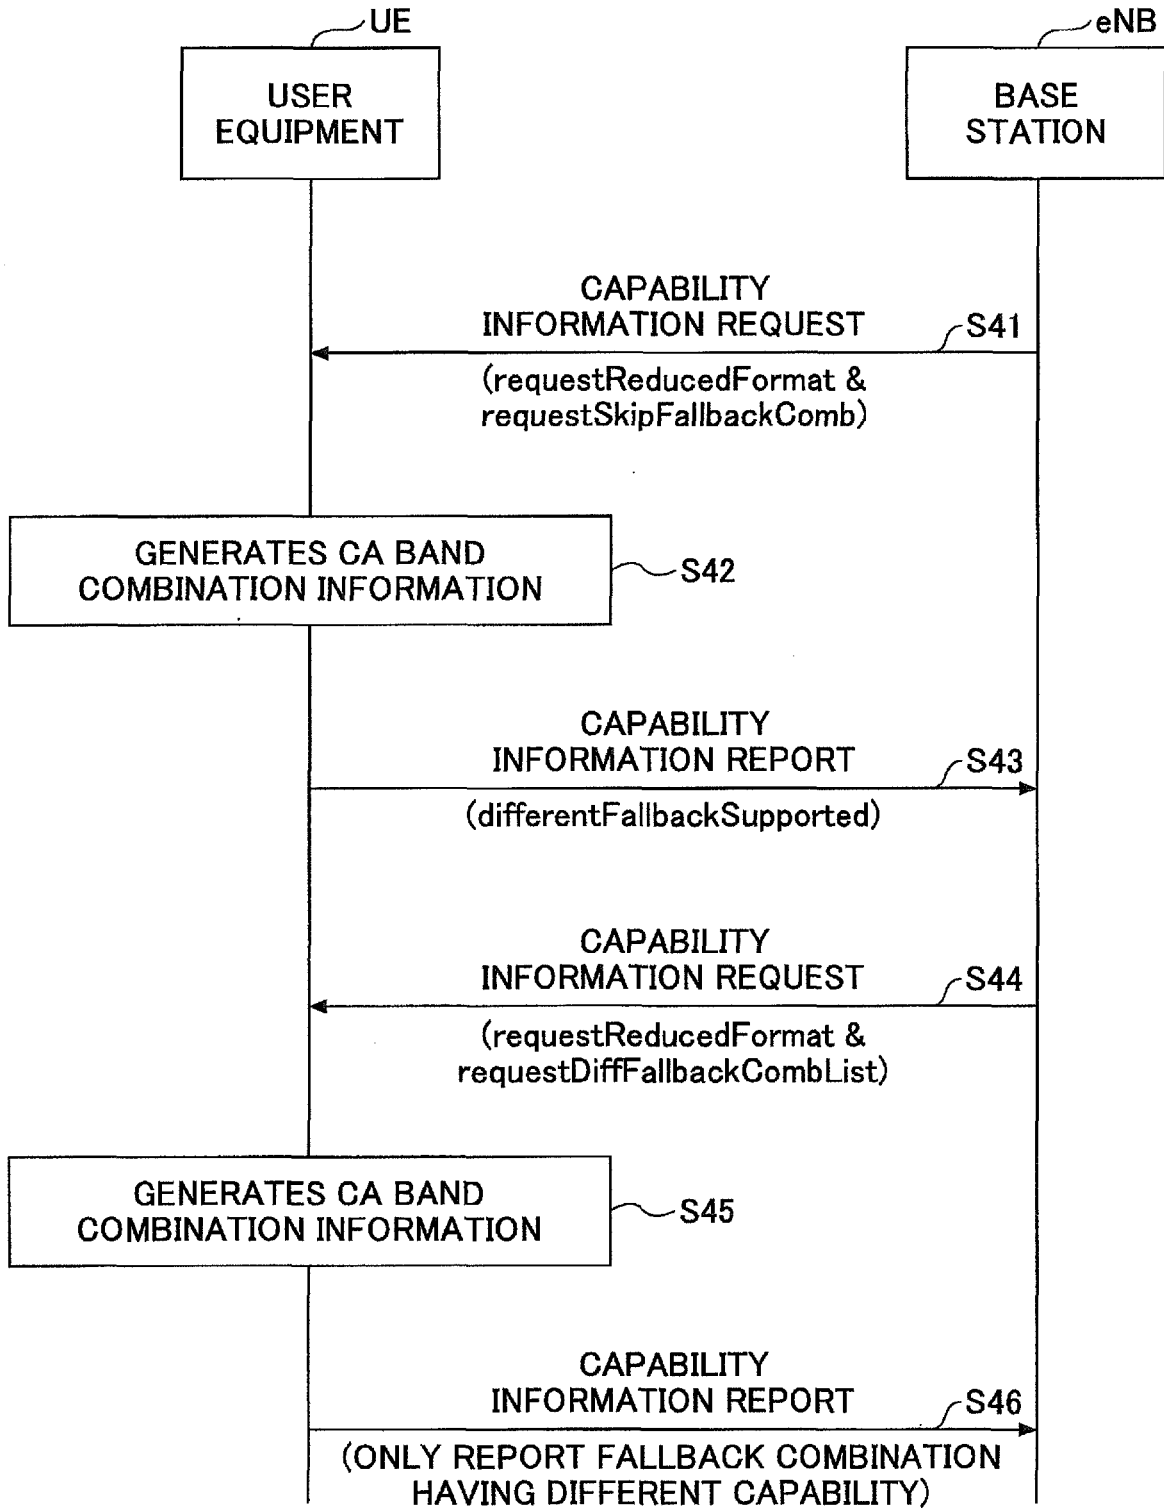 UE
eNB
USER
EQUIPMENT
BASE
STATION
CAPABILITY
INFORMATION REQUEST
S41
(requestReducedFormat &
requestSkipFallbackComb)
GENERATES CA BAND
COMBINATION INFORMATION
S42
CAPABILITY
INFORMATION REPORT
S43
(differentFallbackSupported)
CAPABILITY
INFORMATION REQUEST
S44
(requestReducedFormat &
requestDiffFallbackCombList)
GENERATES CA BAND
COMBINATION INFORMATION
S45
CAPABILITY
INFORMATION REPORT
S46
(ONLY REPORT FALLBACK COMBINATION
HAVING DIFFERENT CAPABILITY)